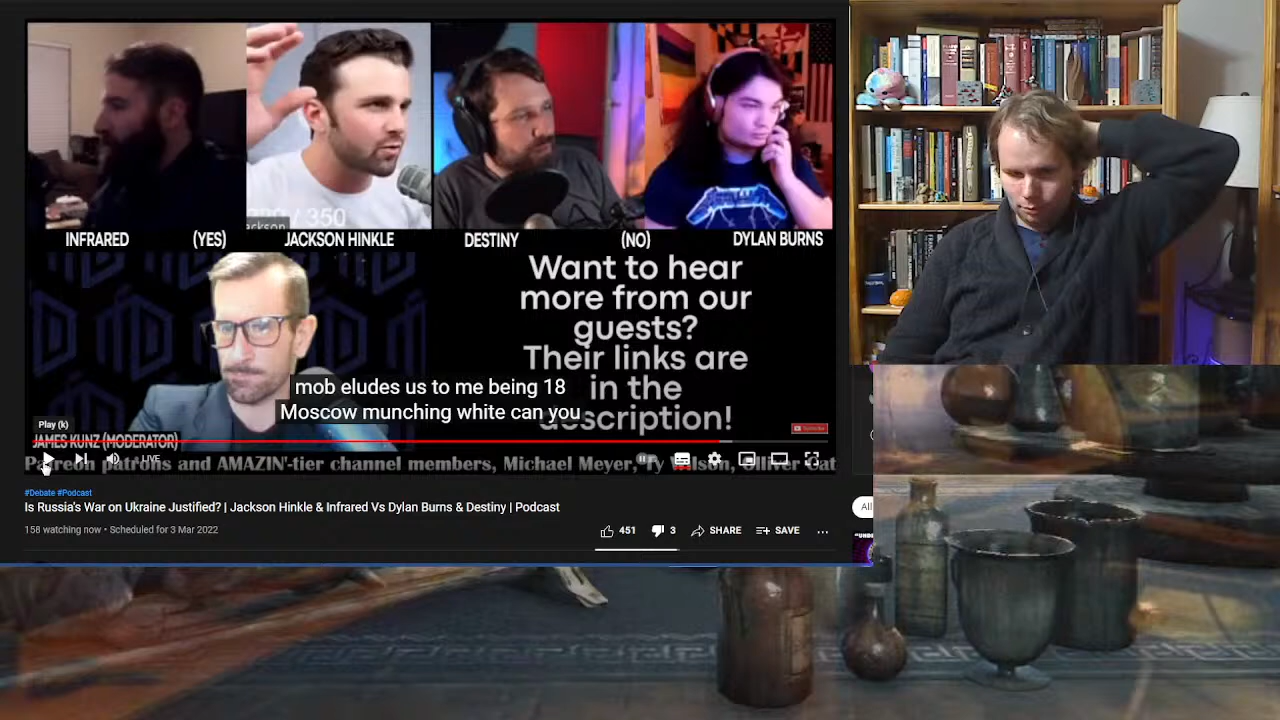 350
INFRARED (YES) JACKSON HINKLE DESTINY (NO) DYLAN BURNS
Want to hear
more from our
guests?
Their links are
in the
description!
mob eludes us to me being 18
Moscow munching white can you
Play (k)
JAMES KUNZ (MODERATOR)
LIVE
Patreon patrons and AMAZIN'-tier channel members, Michael Meyer, Ty
#Debate #Podcast
Is Russia's War on Ukraine Justified? | Jackson Hinkle & Infrared Vs Dylan Burns & Destiny | Podcast
158 watching now • Scheduled for 3 Mar 2022
451 3 SHARE SAVE ...
All